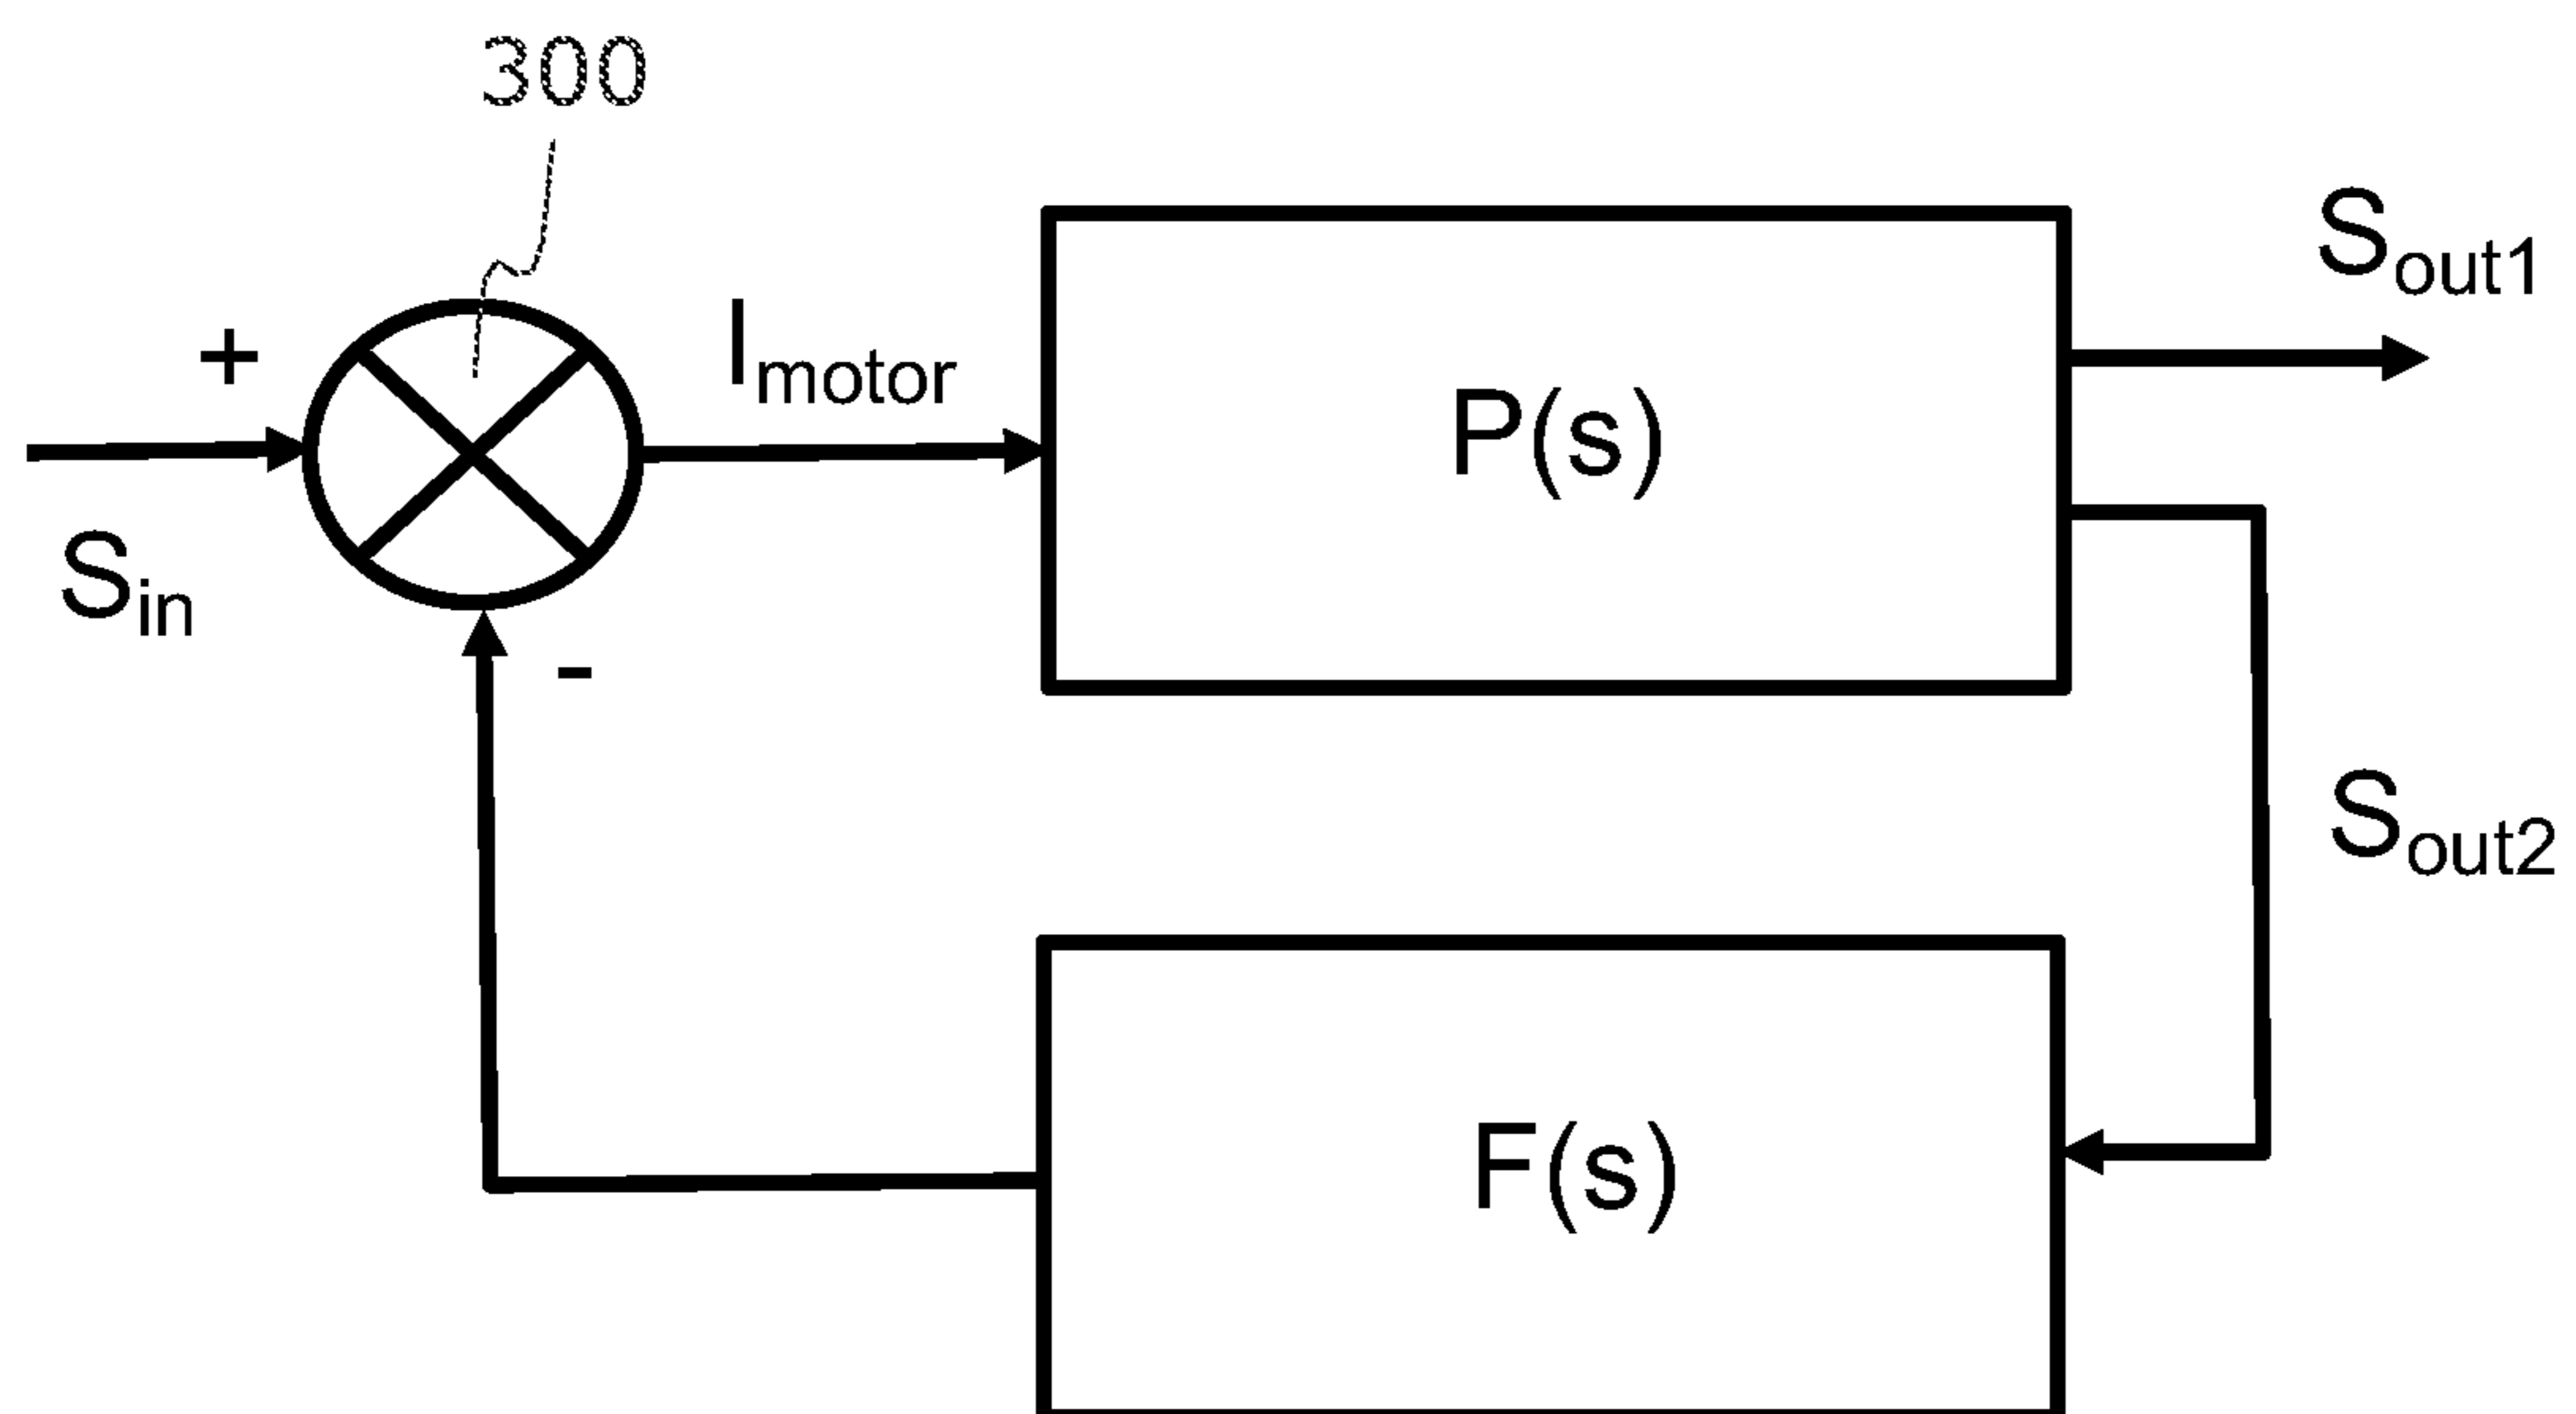 300
+
S_in
I_motor
P(s)
S_out1
-
S_out2
F(s)